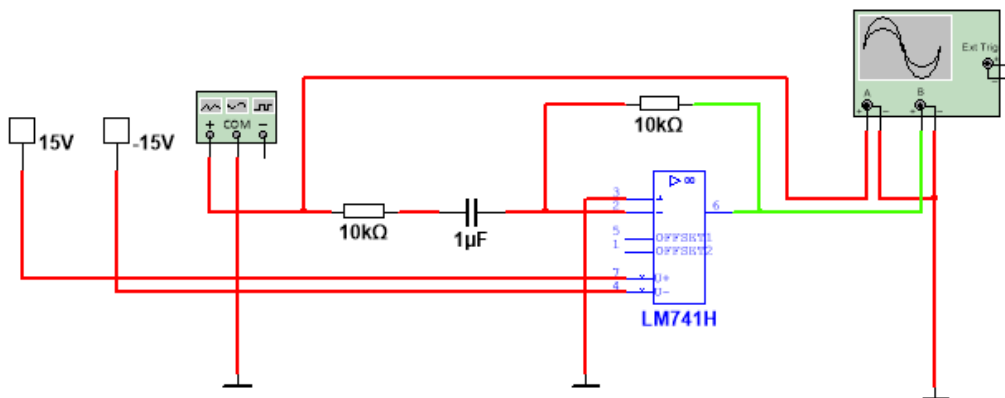 Ext Trig
+
−
A
B
+ − + −
+ COM −
15V
-15V
10kΩ
10kΩ
1µF
▷ ∞
3 +
2 −
6
5 OFFSET1
1 OFFSET2
7 U+
4 U−
LM741H